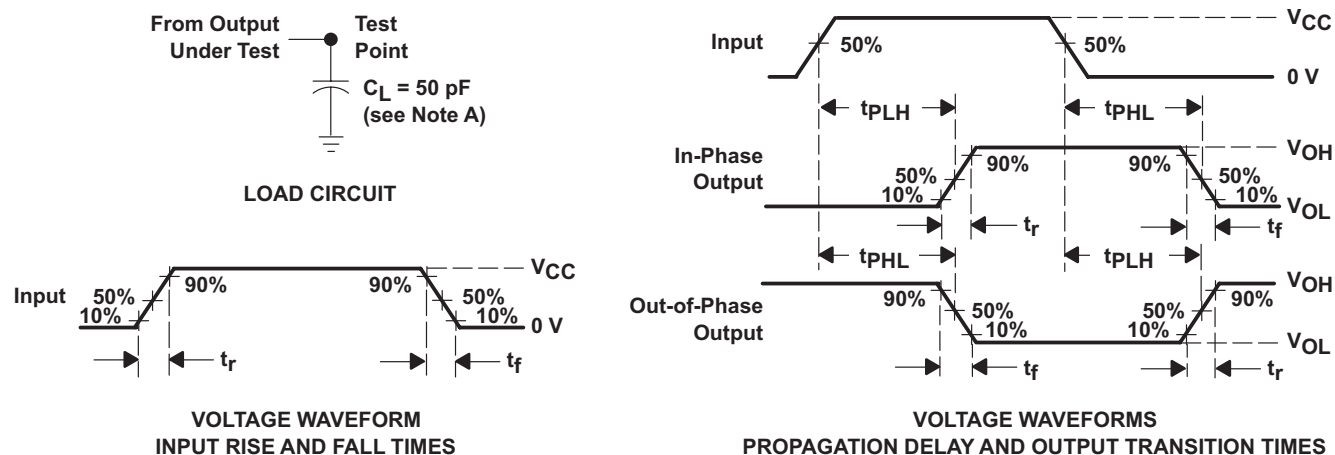 From Output
Under Test
Test
Point
CL = 50 pF
(see Note A)
LOAD CIRCUIT
Input
50%
10%
90%
90%
50%
10%
VCC
0 V
tr
tf
VOLTAGE WAVEFORM
INPUT RISE AND FALL TIMES
Input
50%
50%
VCC
0 V
tPLH
tPHL
In-Phase
Output
50%
10%
90%
90%
50%
10%
VOH
VOL
tr
tf
tPHL
tPLH
Out-of-Phase
Output
90%
50%
10%
50%
10%
90%
VOH
VOL
tf
tr
VOLTAGE WAVEFORMS
PROPAGATION DELAY AND OUTPUT TRANSITION TIMES